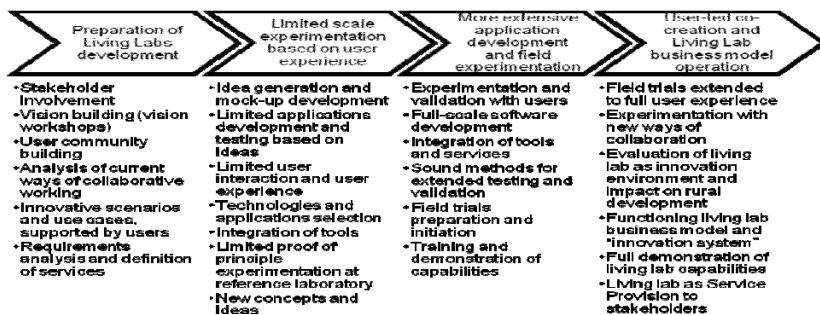 Preparation of
Living Labs
development
Limited scale
experimentation
based on user
experience
More extensive
application
development
and field
experimentation
User-led co-
creation and
Living Lab
business model
operation
•Stakeholder
Involvement
•Vision building (vision
workshops)
•User community
building
•Analysis of current
ways of collaborative
working
•Innovative scenarios
and use cases,
supported by users
•Requirements
analysis and definition
of services
•Idea generation and
mock-up development
•Limited applications
development and
testing based on
Ideas
•Limited user
interaction and user
experience
•Technologies and
applications selection
•Integration of tools
•Limited proof of
principle
experimentation at
reference laboratory
•New concepts and
Ideas
•Experimentation and
validation with users
•Full-scale software
development
•Integration of tools
and services
•Sound methods for
extended testing and
validation
•Field trials
preparation and
initiation
•Training and
demonstration of
capabilities
•Field trials extended
to full user experience
•Experimentation with
new ways of
collaboration
•Evaluation of living
lab as innovation
environment and
impact on rural
development
•Functioning living lab
business model and
"innovation system"
•Full demonstration of
living lab capabilities
•Living lab as Service
Provision to
stakeholders